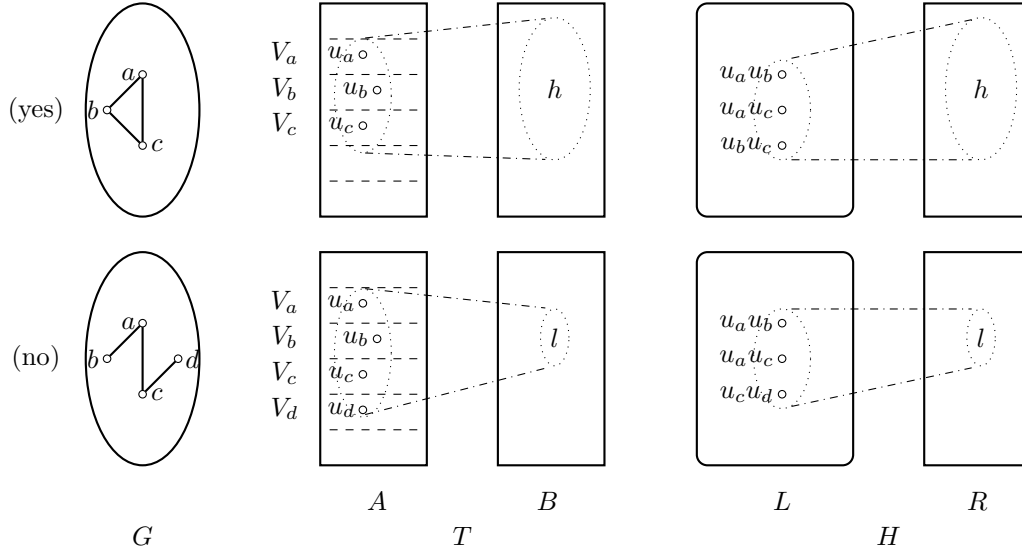 (yes)
a
b
c
V_a
V_b
V_c
u_a
u_b
u_c
h
u_a u_b
u_a u_c
u_b u_c
h
(no)
a
b
c
d
V_a
V_b
V_c
V_d
u_a
u_b
u_c
u_d
l
u_a u_b
u_a u_c
u_c u_d
l
A B L R
G T H